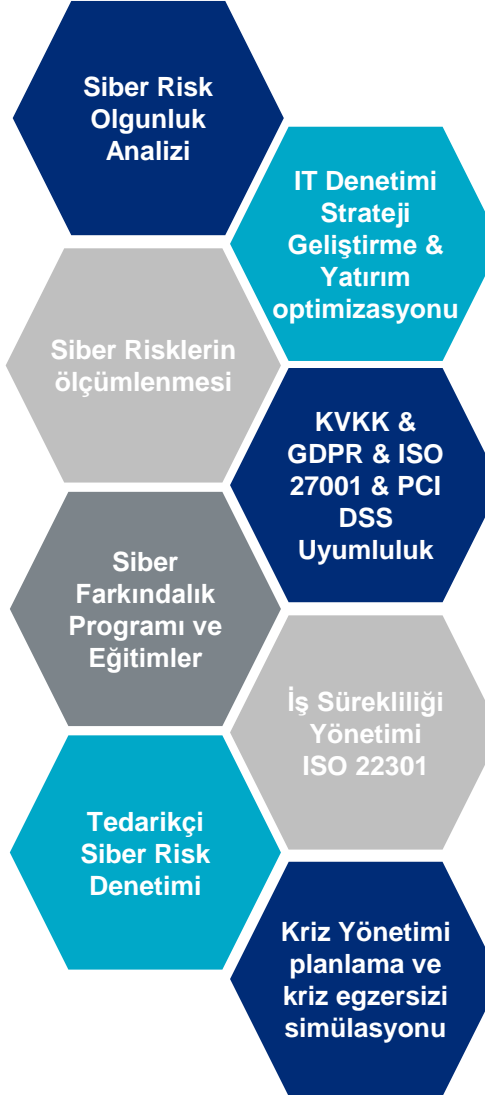 Siber Risk
Olgunluk
Analizi
IT Denetimi
Strateji
Geliştirme &
Yatırım
optimizasyonu
Siber Risklerin
ölçümlenmesi
KVKK &
GDPR & ISO
27001 & PCI
DSS
Uyumluluk
Siber
Farkındalık
Programı ve
Eğitimler
İş Sürekliliği
Yönetimi
ISO 22301
Tedarikçi
Siber Risk
Denetimi
Kriz Yönetimi
planlama ve
kriz egzersizi
simülasyonu